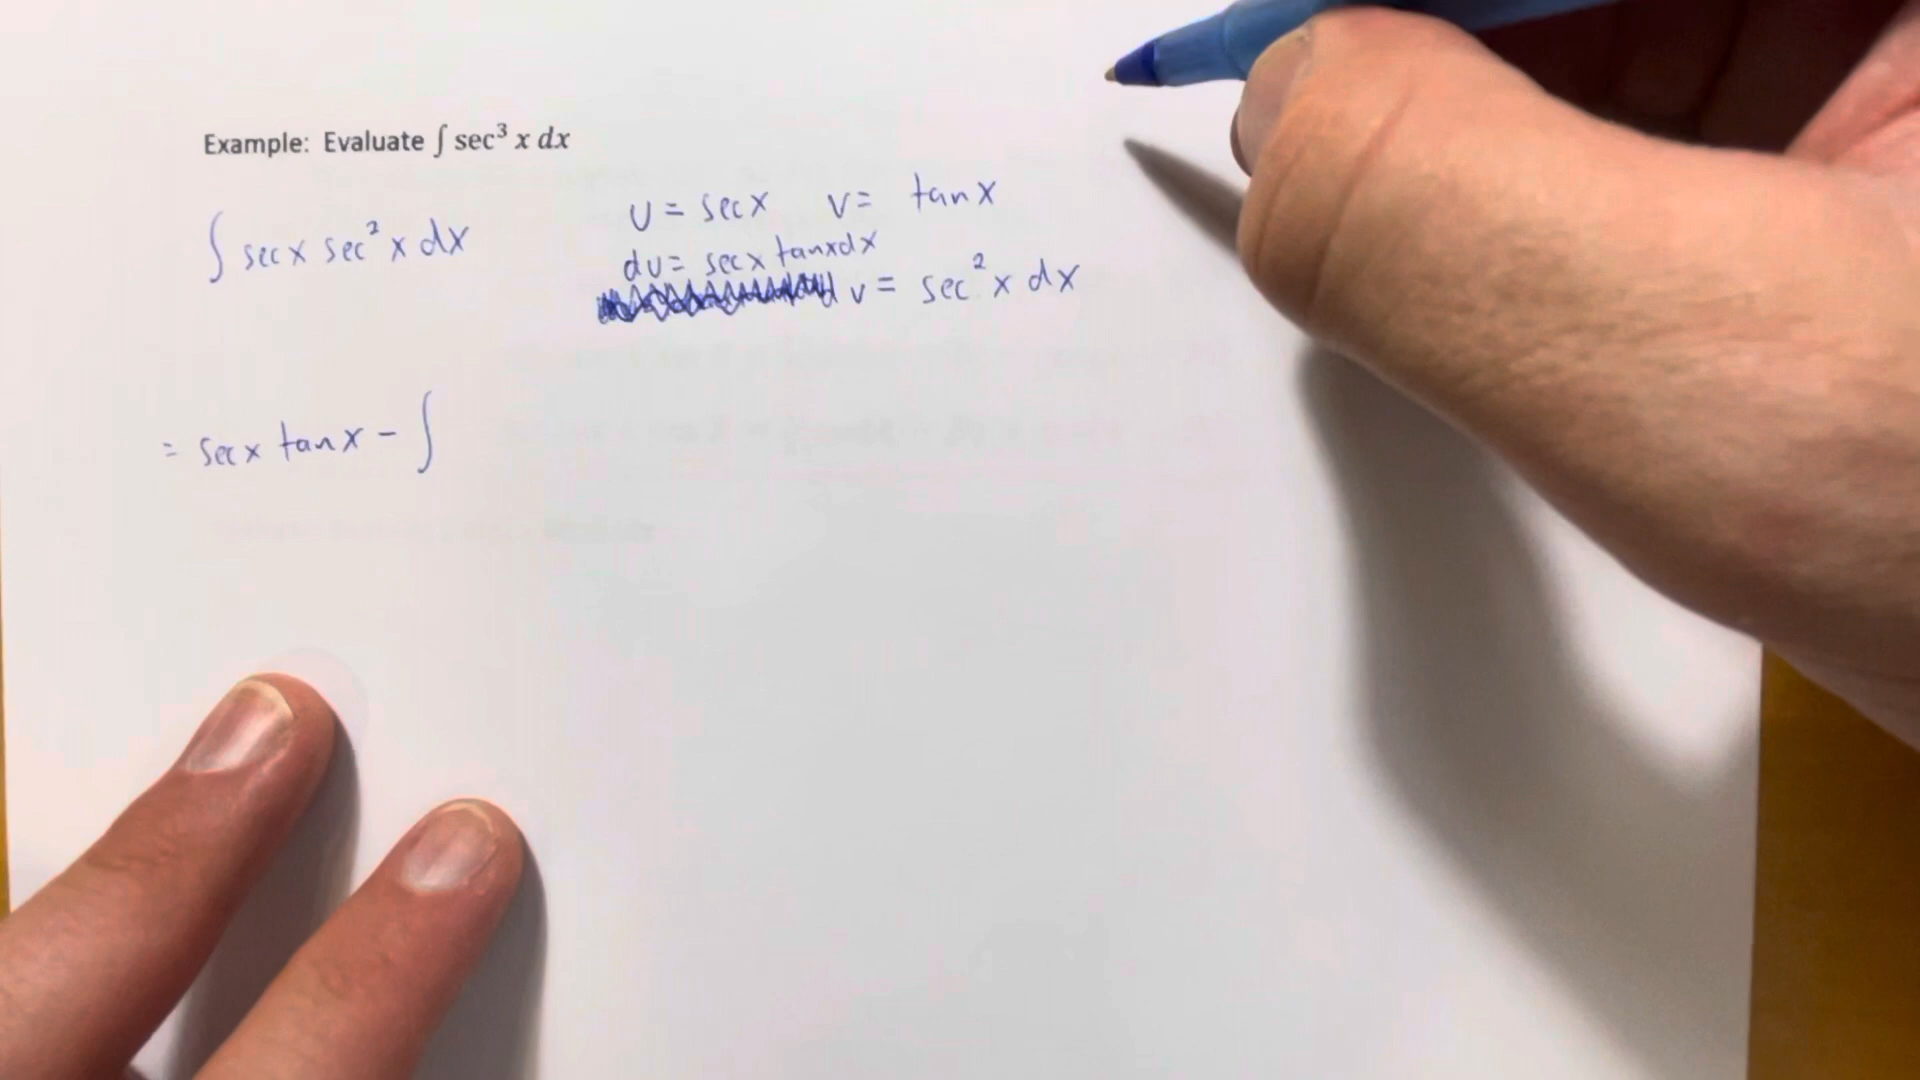 Example: Evaluate ∫ sec³ x dx
∫ sec x sec² x dx
u = sec x v = tan x
du = sec x tan x dx
dv = sec² x dx
= sec x tan x − ∫